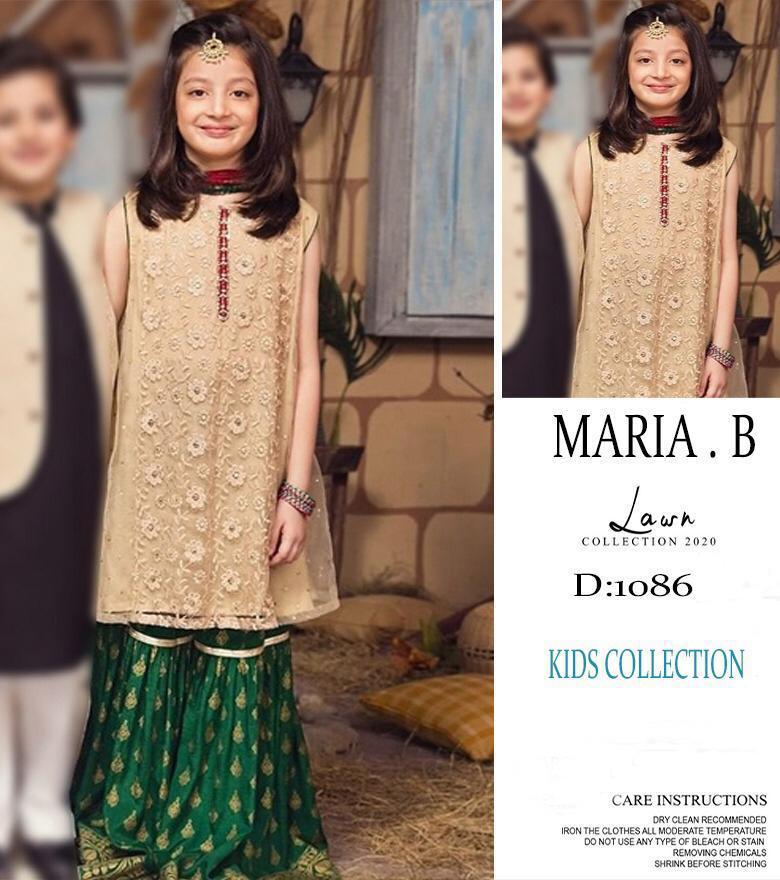 MARIA . B
Lawn
COLLECTION 2020
D:1086
KIDS COLLECTION
CARE INSTRUCTIONS
DRY CLEAN RECOMMENDED
IRON THE CLOTHES ALL MODERATE TEMPERATURE
DO NOT USE ANY TYPE OF BLEACH OR STAIN
REMOVING CHEMICALS
SHRINK BEFORE STITCHING